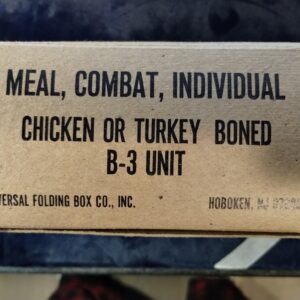 MEAL, COMBAT, INDIVIDUAL
CHICKEN OR TURKEY BONED
B-3 UNIT
VERSAL FOLDING BOX CO., INC. HOBOKEN, NJ